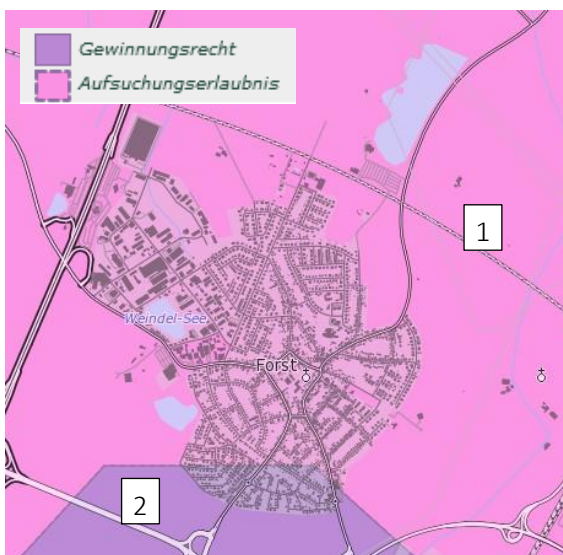 Gewinnungsrecht
Aufsuchungserlaubnis
1
Weindel-See
Forst
2